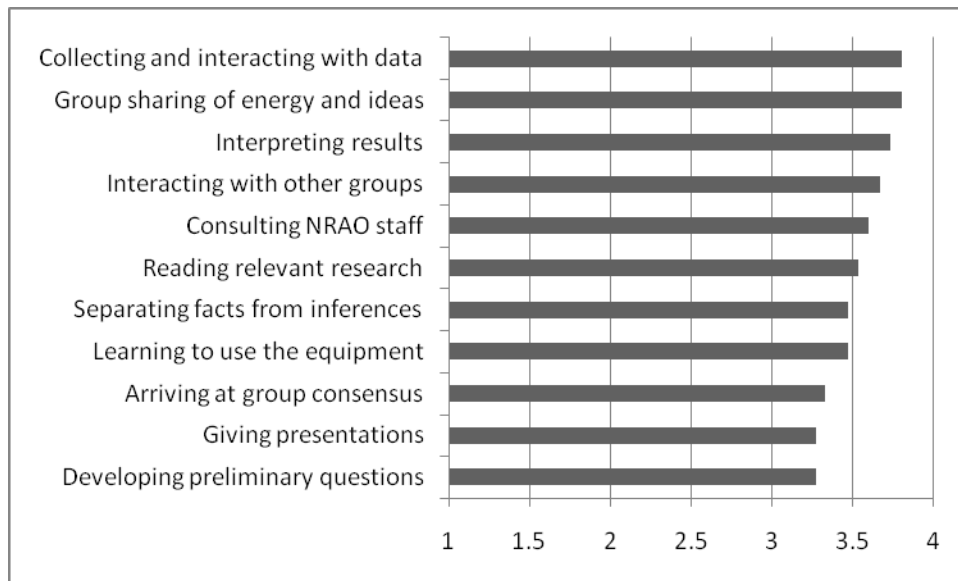 Collecting and interacting with data
Group sharing of energy and ideas
Interpreting results
Interacting with other groups
Consulting NRAO staff
Reading relevant research
Separating facts from inferences
Learning to use the equipment
Arriving at group consensus
Giving presentations
Developing preliminary questions
1 1.5 2 2.5 3 3.5 4